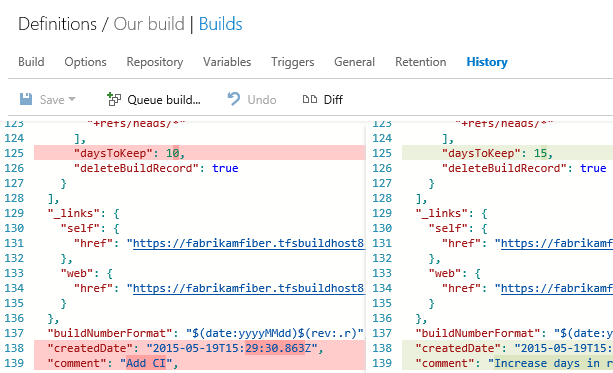 Definitions / Our build | Builds
Build Options Repository Variables Triggers General Retention History
Save Queue build... Undo Diff
123 "+refs/heads/*"
124 ],
125 "daysToKeep": 10,
126 "deleteBuildRecord": true
127 }
128 ],
129 "_links": {
130 "self": {
131 "href": "https://fabrikamfiber.tfsbuildhost8
132 },
133 "web": {
134 "href": "https://fabrikamfiber.tfsbuildhost8
135 }
136 },
137 "buildNumberFormat": "$(date:yyyyMMdd)$(rev:.r)"
138 "createdDate": "2015-05-19T15:29:30.863Z",
139 "comment": "Add CI",
123 "+refs/heads/*"
124 ],
125 "daysToKeep": 15,
126 "deleteBuildRecord": true
127 }
128 ],
129 "_links": {
130 "self": {
131 "href": "https://fabrikamf
132 },
133 "web": {
134 "href": "https://fabrikamf
135 }
136 },
137 "buildNumberFormat": "$(date:y
138 "createdDate": "2015-05-19T15:
139 "comment": "Increase days in r